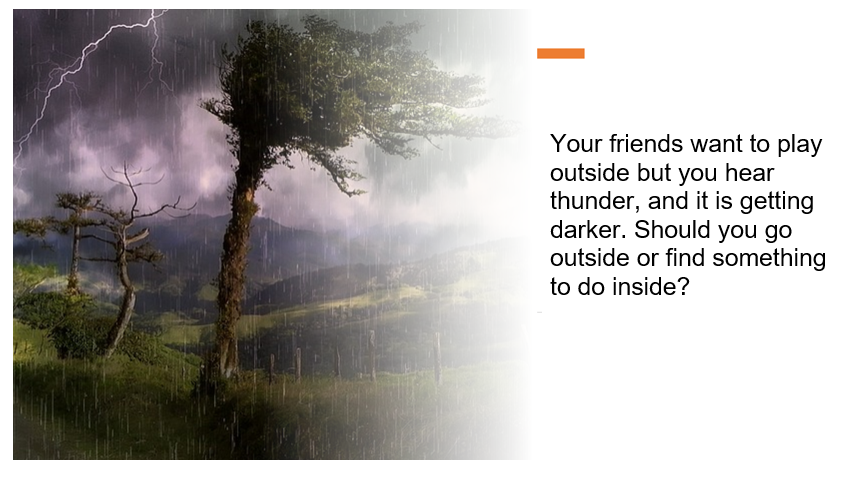 Your friends want to play
outside but you hear
thunder, and it is getting
darker. Should you go
outside or find something
to do inside?